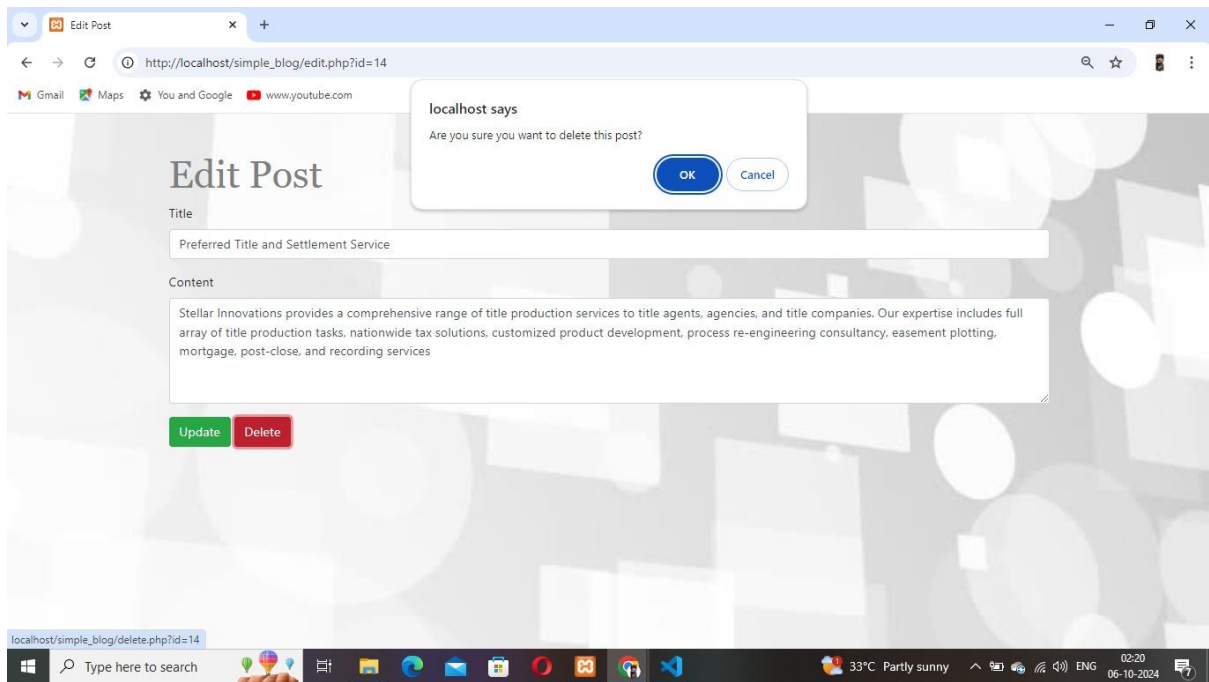 Edit Post
http://localhost/simple_blog/edit.php?id=14
Gmail Maps You and Google www.youtube.com
localhost says
Are you sure you want to delete this post?
OK Cancel
Edit Post
Title
Preferred Title and Settlement Service
Content
Stellar Innovations provides a comprehensive range of title production services to title agents, agencies, and title companies. Our expertise includes full
array of title production tasks, nationwide tax solutions, customized product development, process re-engineering consultancy, easement plotting,
mortgage, post-close, and recording services
Update Delete
localhost/simple_blog/delete.php?id=14
Type here to search 33°C Partly sunny ENG 02:20
06-10-2024 7